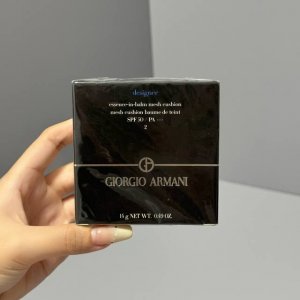 designer
essence-in-balm mesh cushion
mesh cushion baume de teint
SPF 50 · PA +++
2
GIORGIO ARMANI
14 g NET WT. 0.49 OZ.